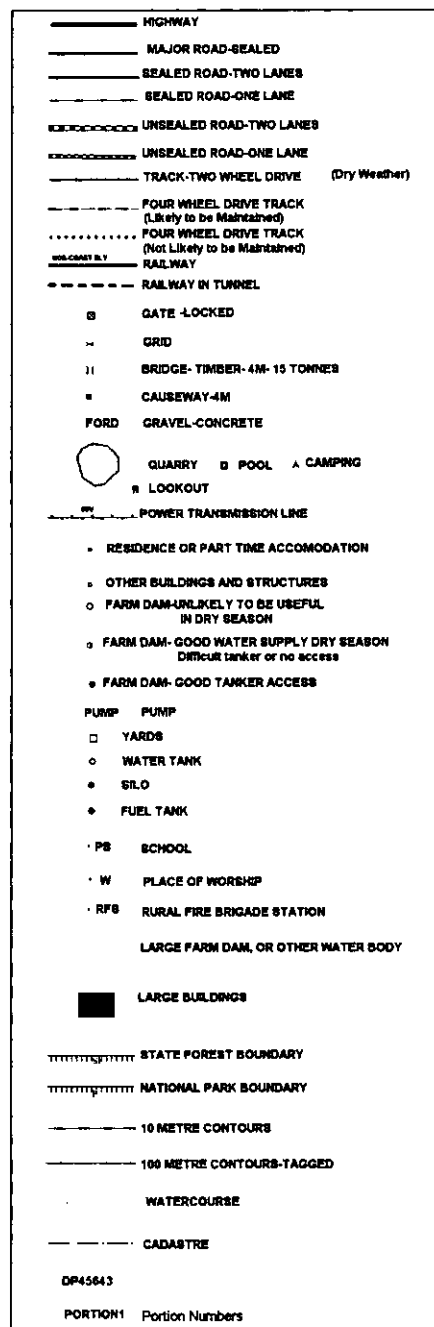 HIGHWAY
MAJOR ROAD-SEALED
SEALED ROAD-TWO LANES
SEALED ROAD-ONE LANE
UNSEALED ROAD-TWO LANES
UNSEALED ROAD-ONE LANE
TRACK-TWO WHEEL DRIVE (Dry Weather)
FOUR WHEEL DRIVE TRACK
(Likely to be Maintained)
FOUR WHEEL DRIVE TRACK
(Not Likely to be Maintained)
RAILWAY
RAILWAY IN TUNNEL
GATE -LOCKED
GRID
BRIDGE- TIMBER- 4M- 15 TONNES
CAUSEWAY-4M
FORD GRAVEL-CONCRETE
QUARRY POOL CAMPING
LOOKOUT
POWER TRANSMISSION LINE
RESIDENCE OR PART TIME ACCOMODATION
OTHER BUILDINGS AND STRUCTURES
FARM DAM-UNLIKELY TO BE USEFUL
IN DRY SEASON
FARM DAM- GOOD WATER SUPPLY DRY SEASON
Difficult tanker or no access
FARM DAM- GOOD TANKER ACCESS
PUMP PUMP
YARDS
WATER TANK
SILO
FUEL TANK
PS SCHOOL
W PLACE OF WORSHIP
RFB RURAL FIRE BRIGADE STATION
LARGE FARM DAM, OR OTHER WATER BODY
LARGE BUILDINGS
STATE FOREST BOUNDARY
NATIONAL PARK BOUNDARY
10 METRE CONTOURS
100 METRE CONTOURS-TAGGED
WATERCOURSE
CADASTRE
DP45643
PORTION1 Portion Numbers